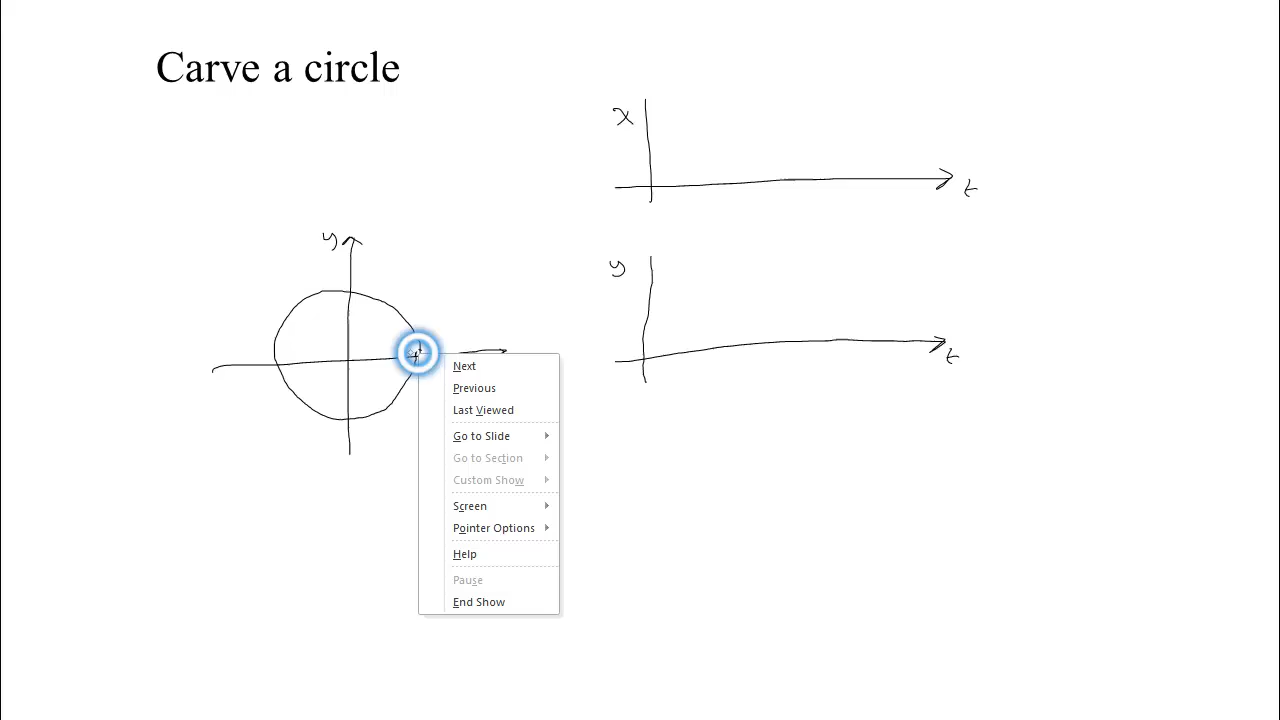 Carve a circle
x
t
y
y
t
Next
Previous
Last Viewed
Go to Slide
Go to Section
Custom Show
Screen
Pointer Options
Help
Pause
End Show